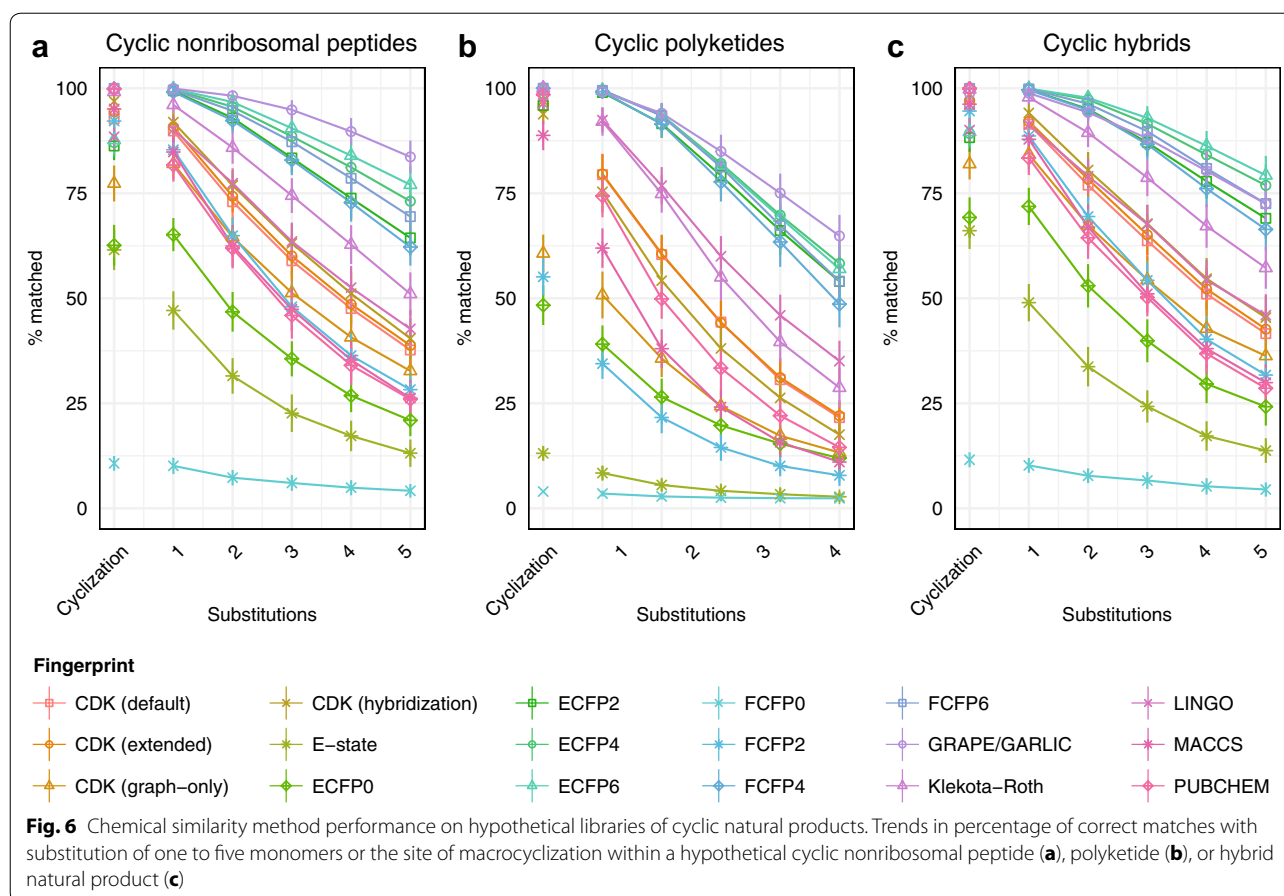 a Cyclic nonribosomal peptides
b Cyclic polyketides
c Cyclic hybrids
100
75
50
25
0
% matched
Cyclization 1 2 3 4 5
Substitutions
100
75
50
25
0
% matched
Cyclization 1 2 3 4
Substitutions
100
75
50
25
0
% matched
Cyclization 1 2 3 4 5
Substitutions
Fingerprint
CDK (default) CDK (hybridization) ECFP2 FCFP0 FCFP6 LINGO
CDK (extended) E−state ECFP4 FCFP2 GRAPE/GARLIC MACCS
CDK (graph−only) ECFP0 ECFP6 FCFP4 Klekota−Roth PUBCHEM
Fig. 6 Chemical similarity method performance on hypothetical libraries of cyclic natural products. Trends in percentage of correct matches with
substitution of one to five monomers or the site of macrocyclization within a hypothetical cyclic nonribosomal peptide (a), polyketide (b), or hybrid
natural product (c)